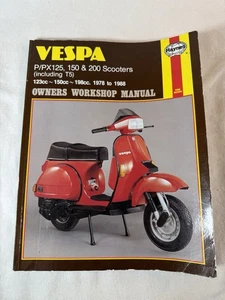 VESPA
Haynes
P/PX125, 150 & 200 Scooters
(including T5)
123cc ~ 150cc ~ 198cc. 1978 to 1988
OWNERS WORKSHOP MANUAL